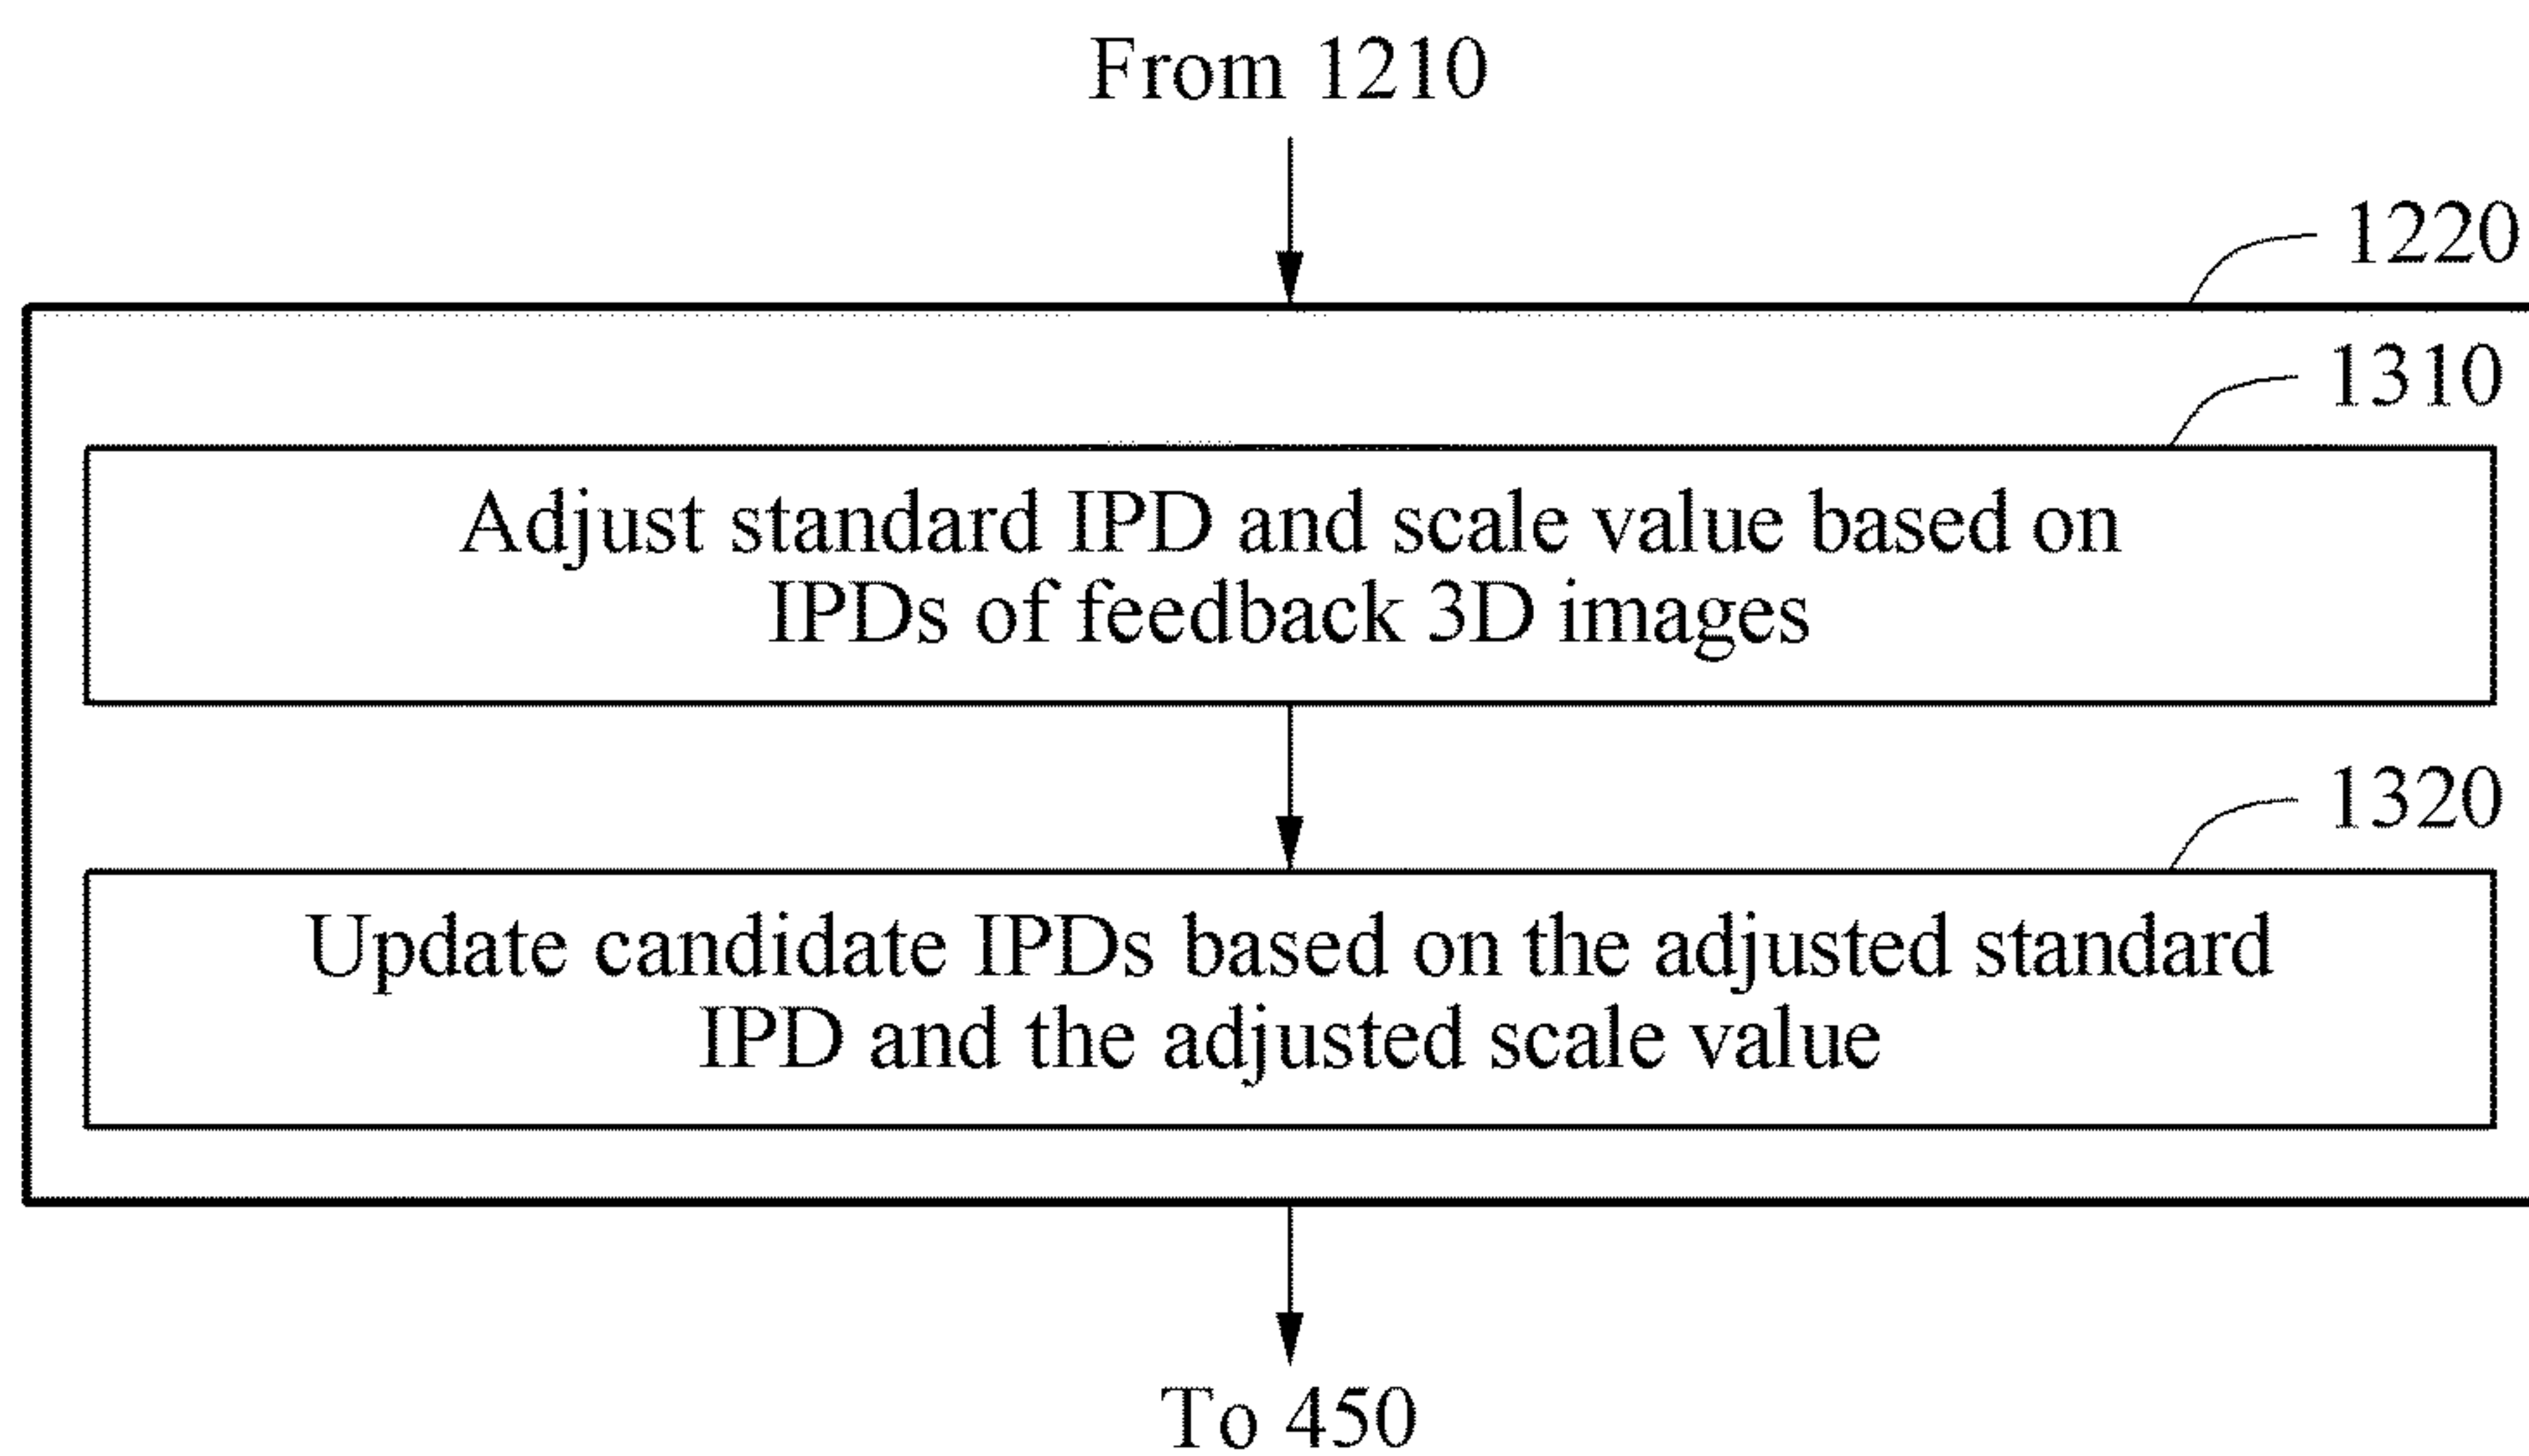 From 1210
1220
1310
Adjust standard IPD and scale value based on
IPDs of feedback 3D images
1320
Update candidate IPDs based on the adjusted standard
IPD and the adjusted scale value
To 450